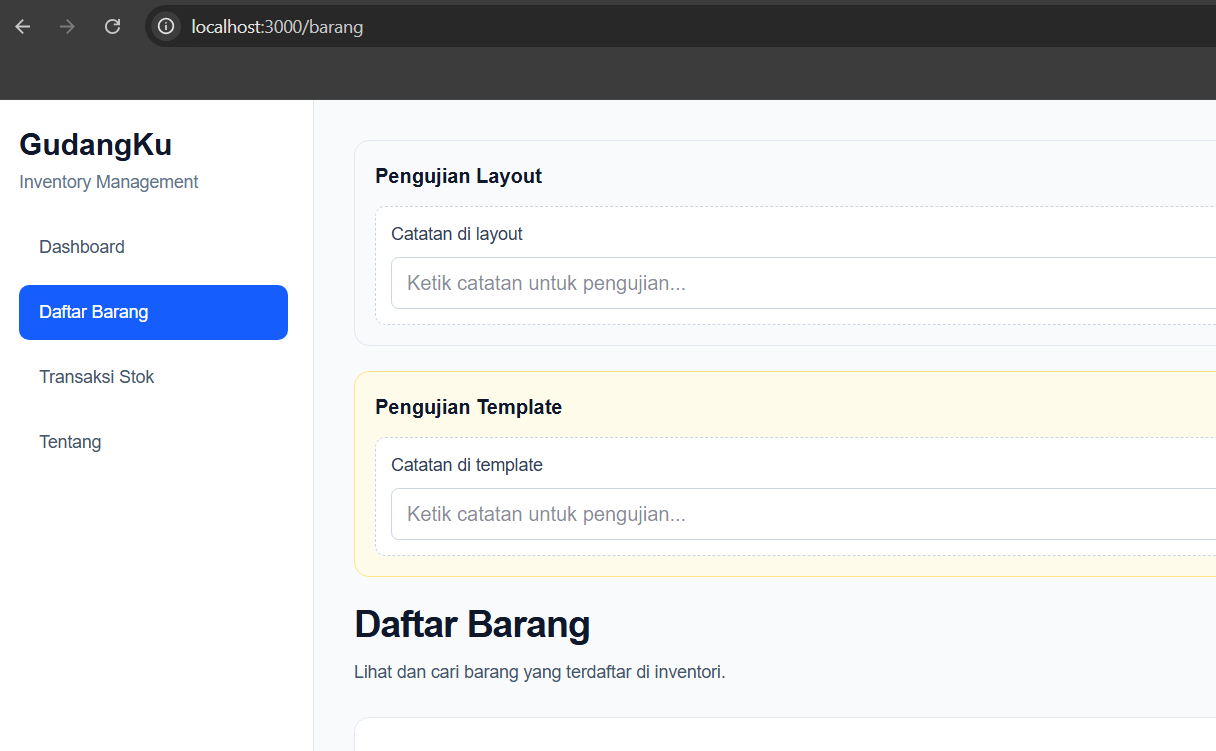 localhost:3000/barang
GudangKu
Inventory Management
Dashboard
Daftar Barang
Transaksi Stok
Tentang
Pengujian Layout
Catatan di layout
Ketik catatan untuk pengujian...
Pengujian Template
Catatan di template
Ketik catatan untuk pengujian...
Daftar Barang
Lihat dan cari barang yang terdaftar di inventori.